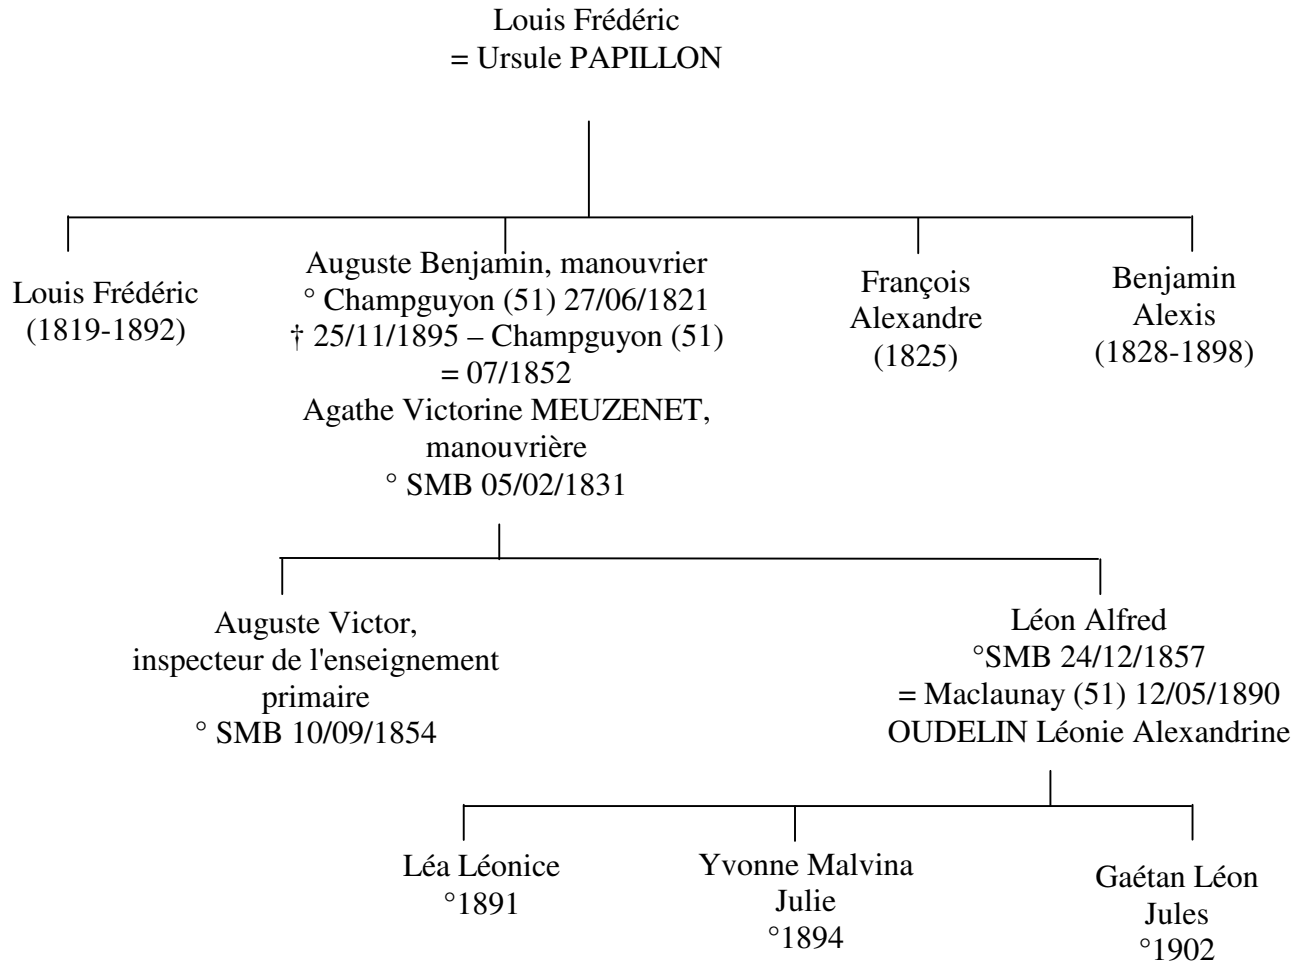 Louis Frédéric
= Ursule PAPILLON
Louis Frédéric
(1819-1892)
Auguste Benjamin, manouvrier
° Champguyon (51) 27/06/1821
† 25/11/1895 – Champguyon (51)
= 07/1852
Agathe Victorine MEUZENET,
manouvrière
° SMB 05/02/1831
François
Alexandre
(1825)
Benjamin
Alexis
(1828-1898)
Auguste Victor,
inspecteur de l'enseignement
primaire
° SMB 10/09/1854
Léon Alfred
°SMB 24/12/1857
= Maclaunay (51) 12/05/1890
OUDELIN Léonie Alexandrine
Léa Léonice
°1891
Yvonne Malvina
Julie
°1894
Gaétan Léon
Jules
°1902